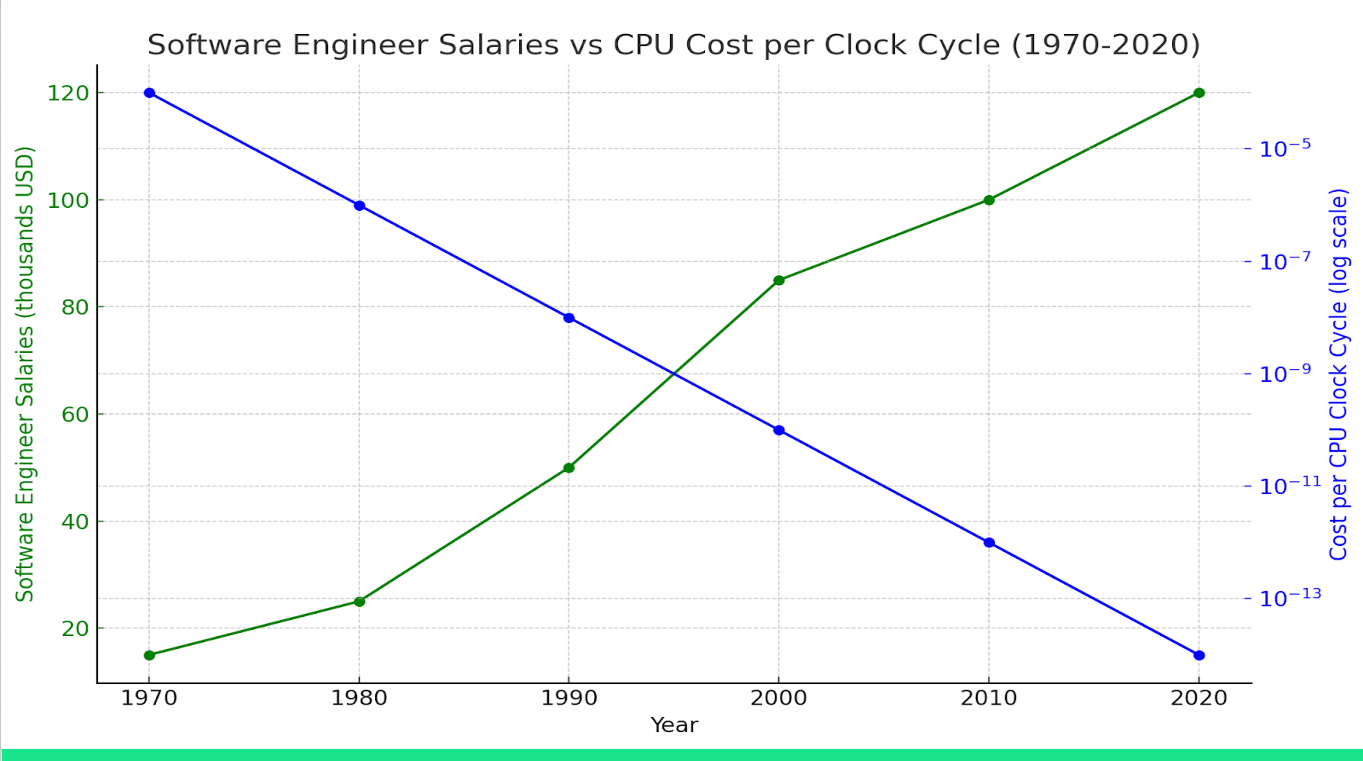 Software Engineer Salaries vs CPU Cost per Clock Cycle (1970-2020)
Software Engineer Salaries (thousands USD)
120
100
80
60
40
20
10⁻⁵
10⁻⁷
10⁻⁹
10⁻¹¹
10⁻¹³
Cost per CPU Clock Cycle (log scale)
1970 1980 1990 2000 2010 2020
Year